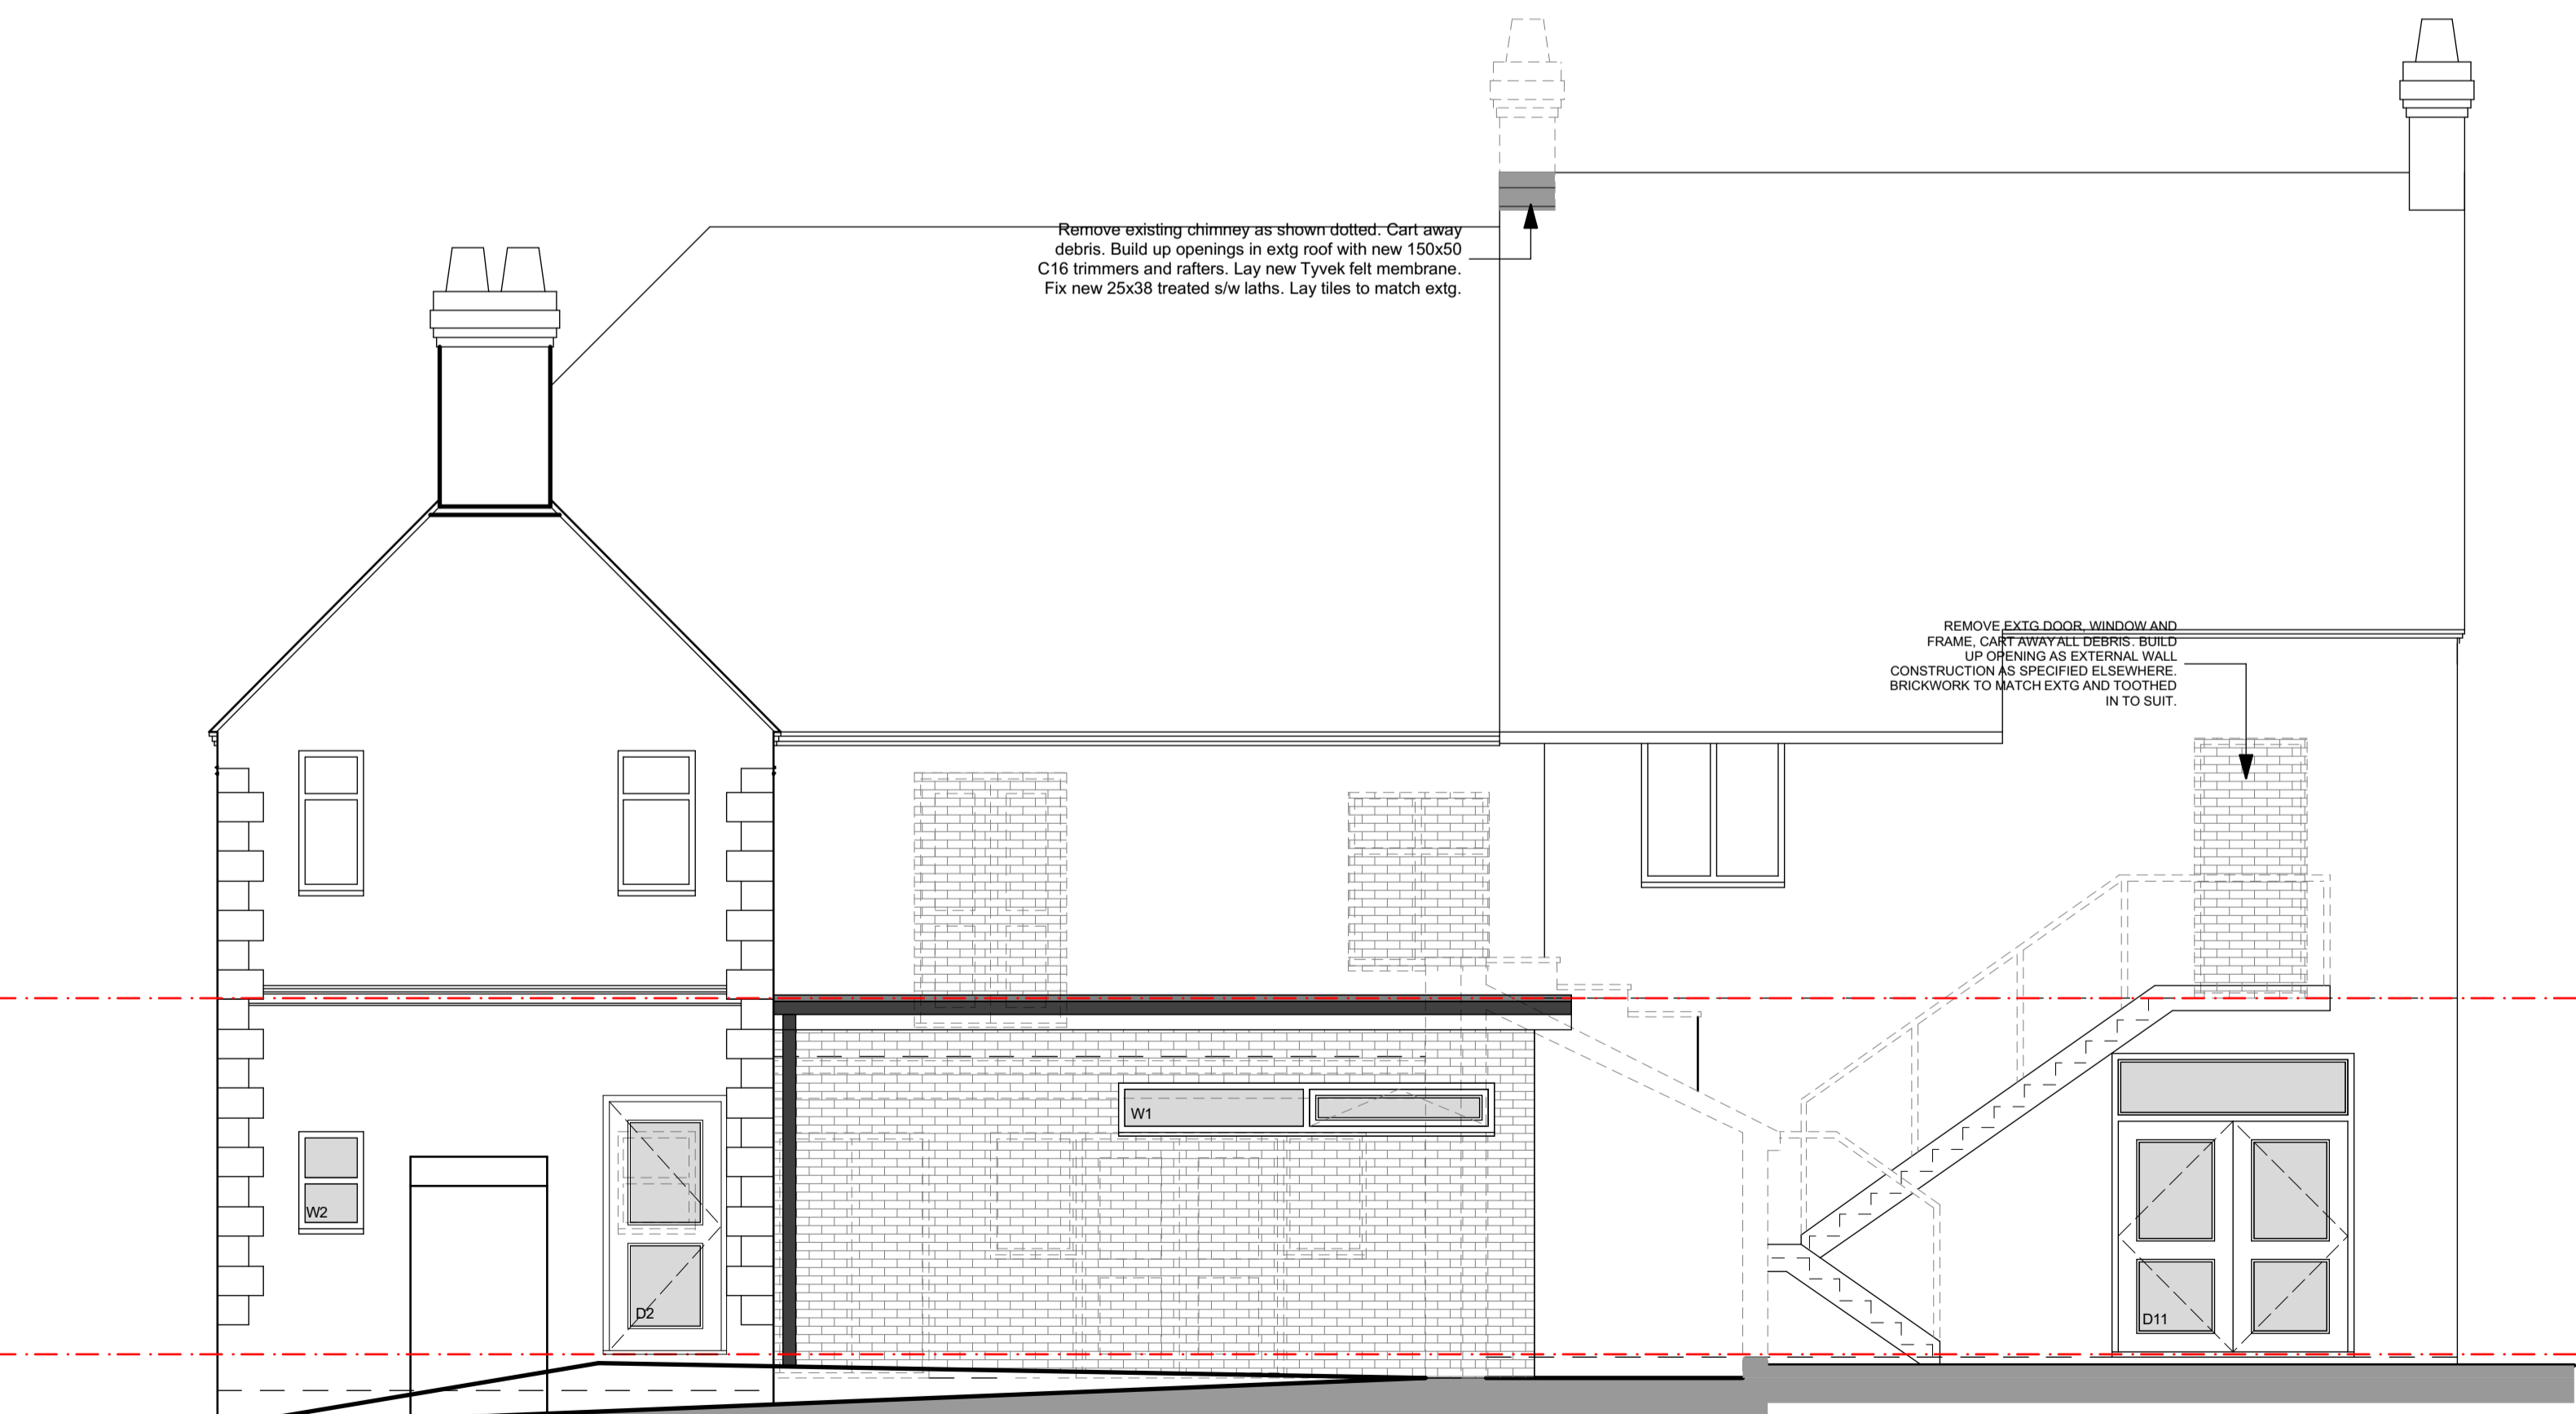 Remove existing chimney as shown dotted. Cart away
debris. Build up openings in extg roof with new 150x50
C16 trimmers and rafters. Lay new Tyvek felt membrane.
Fix new 25x38 treated s/w laths. Lay tiles to match extg.
REMOVE EXTG DOOR, WINDOW AND
FRAME, CART AWAY ALL DEBRIS. BUILD
UP OPENING AS EXTERNAL WALL
CONSTRUCTION AS SPECIFIED ELSEWHERE.
BRICKWORK TO MATCH EXTG AND TOOTHED
IN TO SUIT.
W1
W2
D2
D11